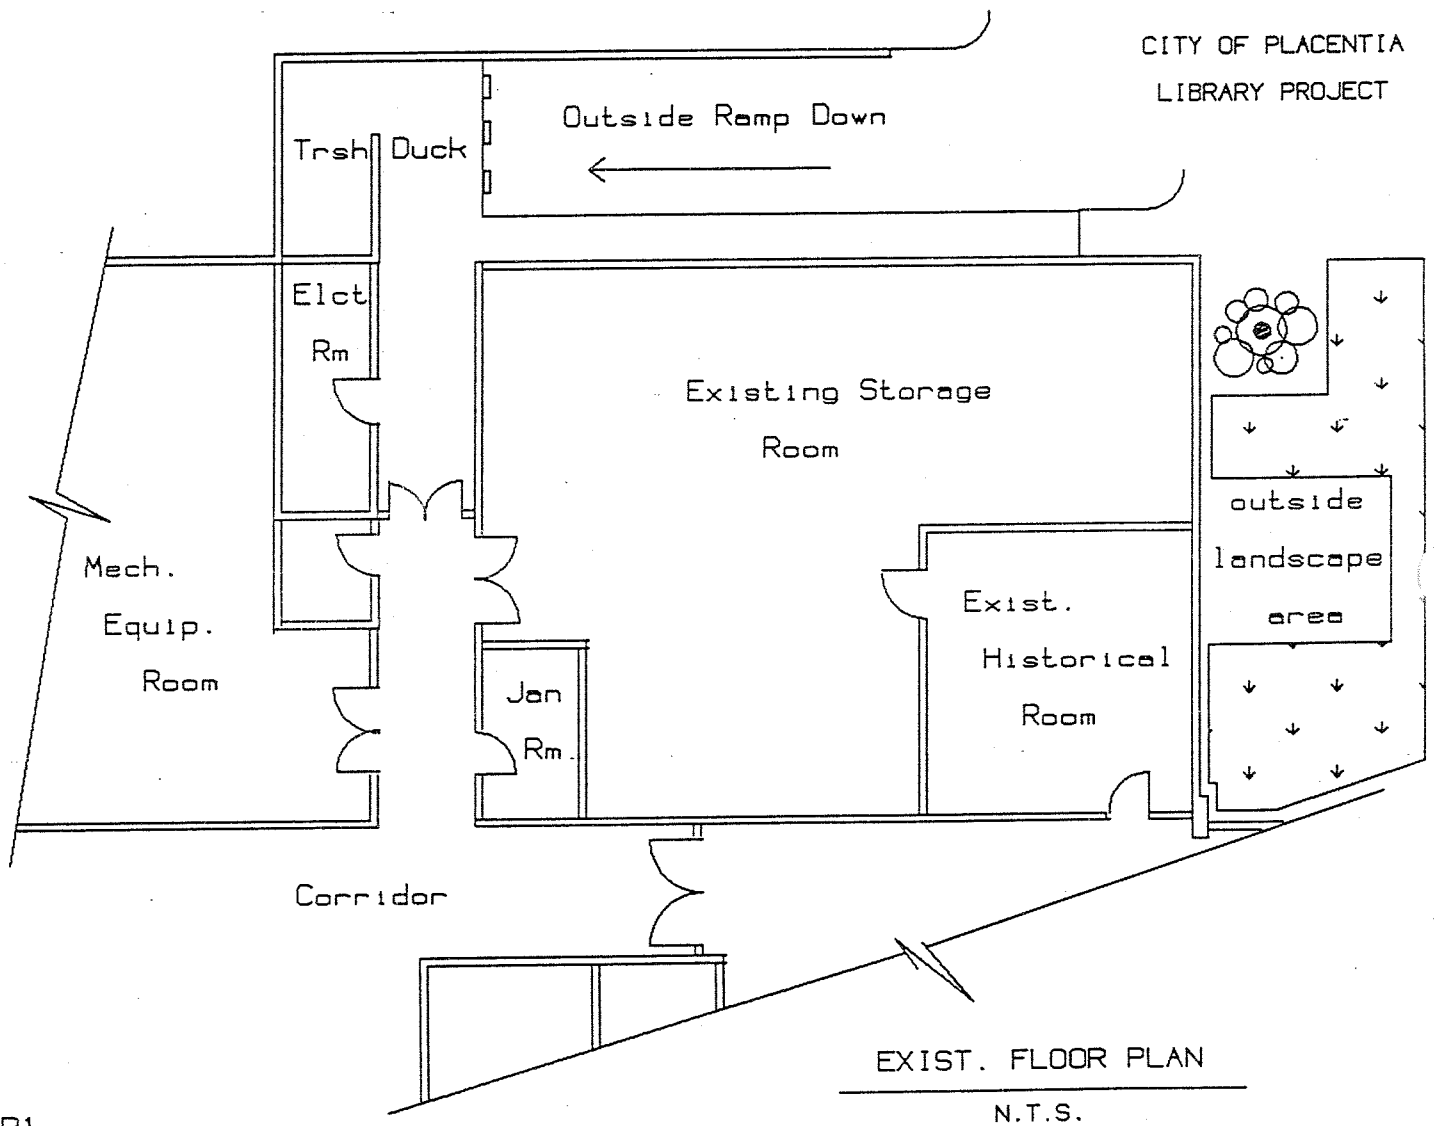 CITY OF PLACENTIA
LIBRARY PROJECT
Outside Ramp Down
Trsh Duck
Elct
Rm
Existing Storage
Room
outside
landscape
area
Mech.
Equip.
Room
Exist.
Historical
Room
Jan
Rm.
Corridor
EXIST. FLOOR PLAN
N.T.S.